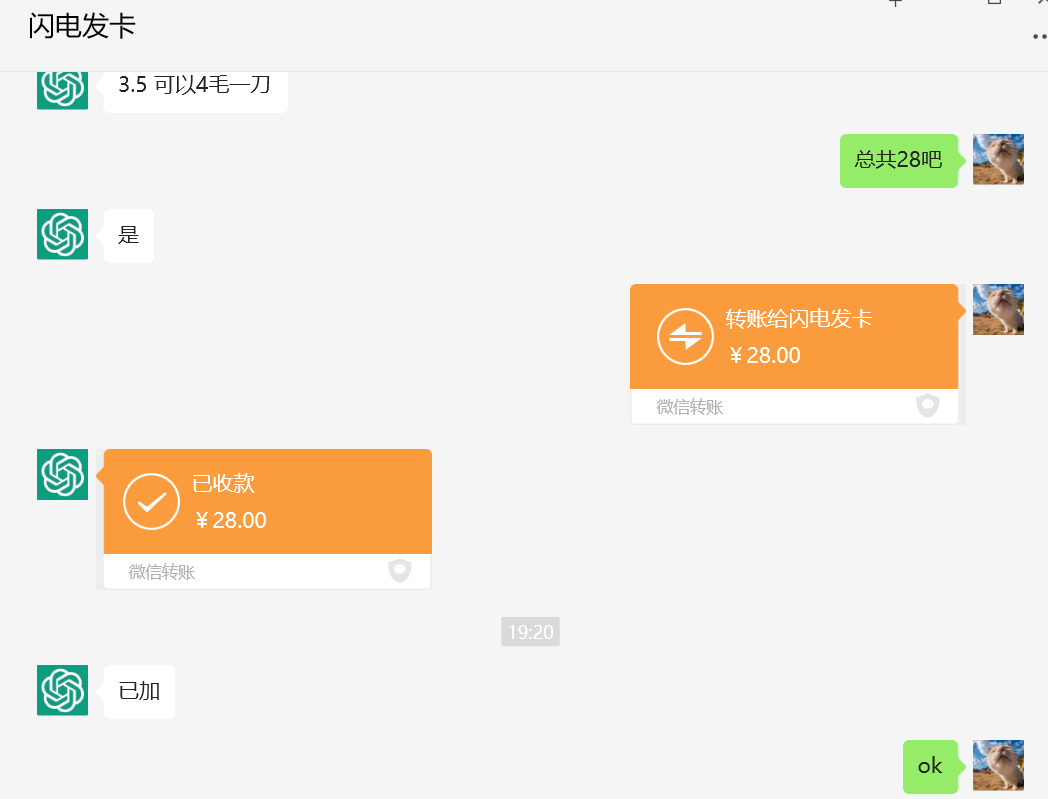 闪电发卡
3.5 可以4毛一刀
总共28吧
是
转账给闪电发卡
￥28.00
微信转账
已收款
￥28.00
微信转账
19:20
已加
ok